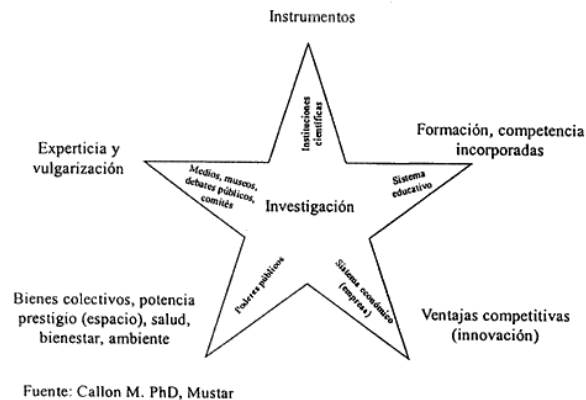 Instrumentos
Instituciones
científicas
Experticia y
vulgarización
Formación, competencia
incorporadas
Medios, museos,
debates públicos,
comités
Sistema
educativo
Investigación
Poderes públicos
Sistema económico
(empresa)
Bienes colectivos, potencia
prestigio (espacio), salud,
bienestar, ambiente
Ventajas competitivas
(innovación)
Fuente: Callon M. PhD, Mustar